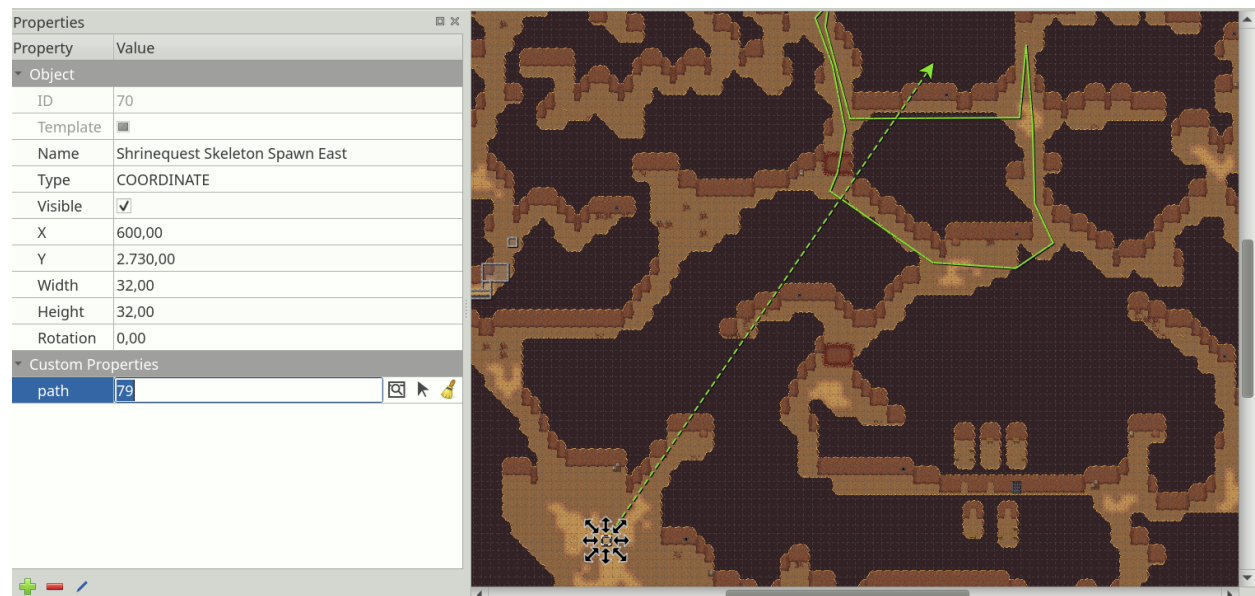 Properties
Property Value
Object
ID 70
Template
Name Shrinequest Skeleton Spawn East
Type COORDINATE
Visible
X 600,00
Y 2.730,00
Width 32,00
Height 32,00
Rotation 0,00
Custom Properties
path 79